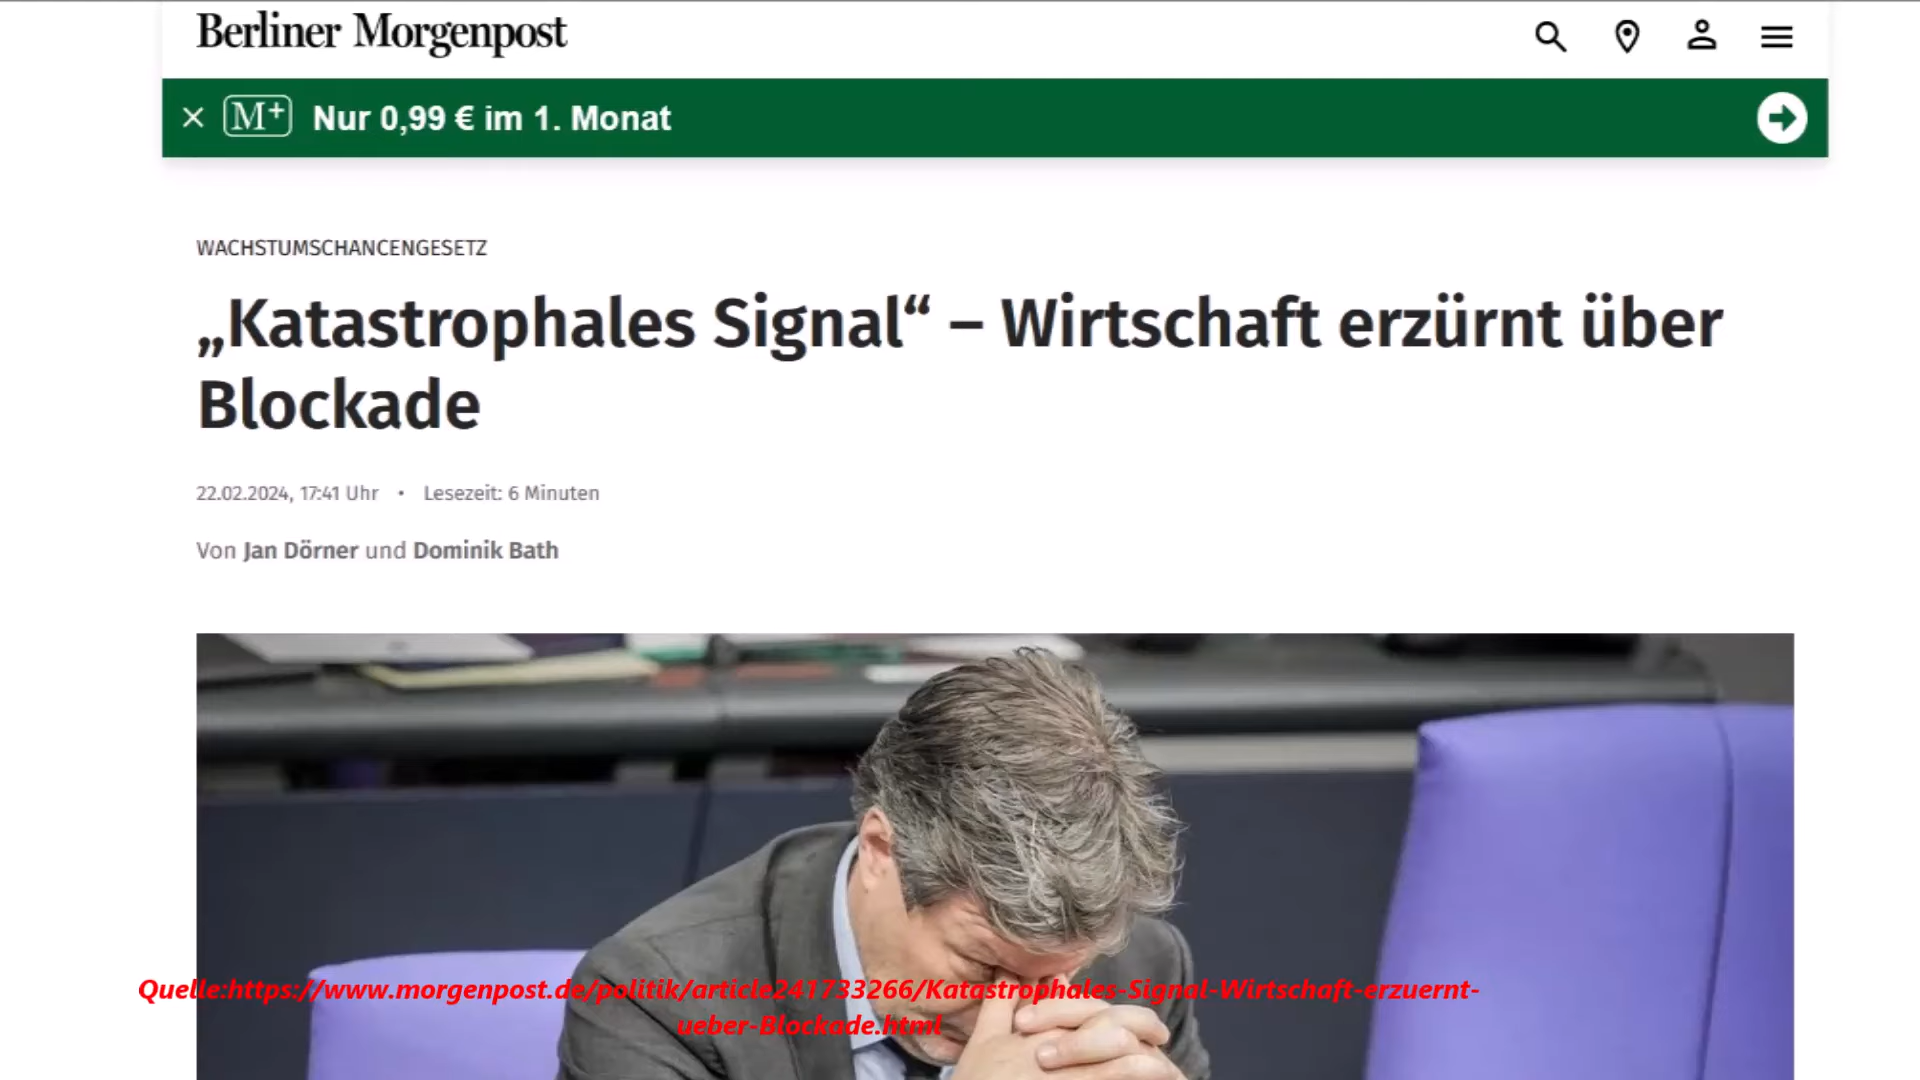 Berliner Morgenpost
M+ Nur 0,99 € im 1. Monat
WACHSTUMSCHANCENGESETZ
„Katastrophales Signal“ – Wirtschaft erzürnt über
Blockade
22.02.2024, 17:41 Uhr • Lesezeit: 6 Minuten
Von Jan Dörner und Dominik Bath
Quelle:https://www.morgenpost.de/politik/article241733266/Katastrophales-Signal-Wirtschaft-erzuernt-
ueber-Blockade.html